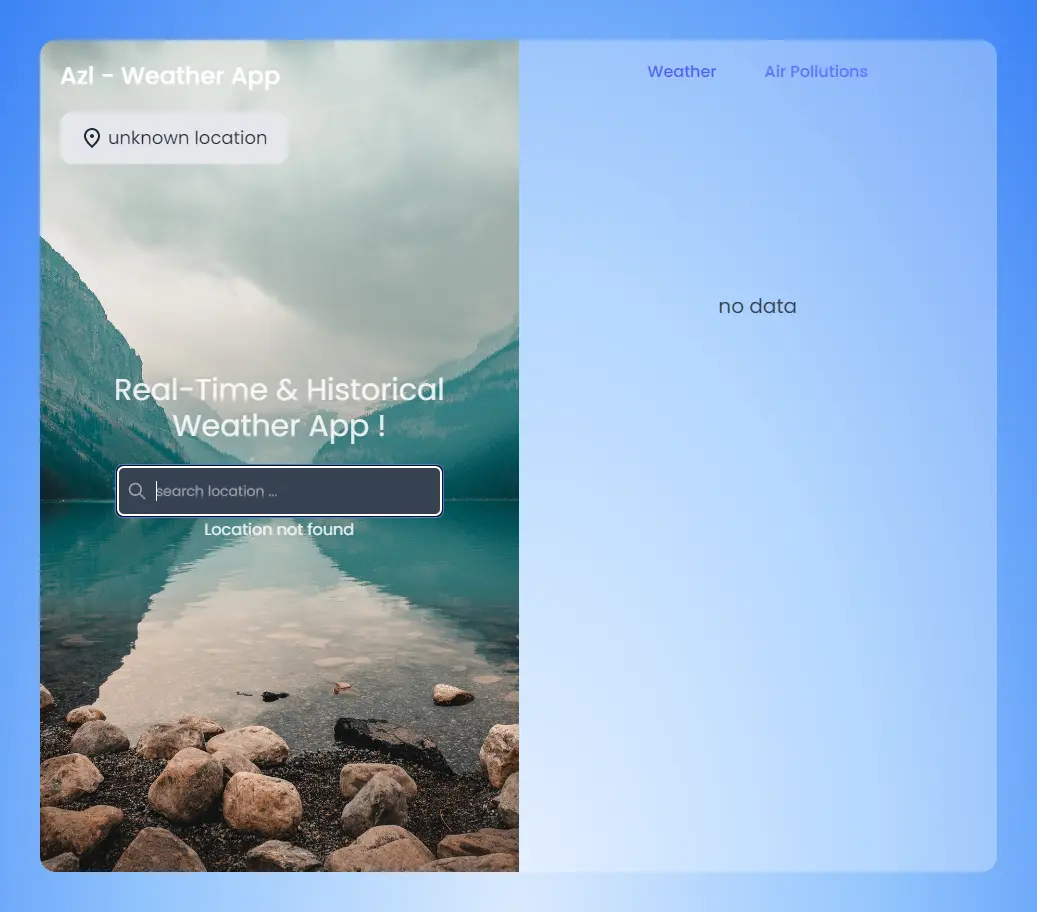 Azl - Weather App
unknown location
Real-Time & Historical
Weather App !
search location ...
Location not found
Weather
Air Pollutions
no data